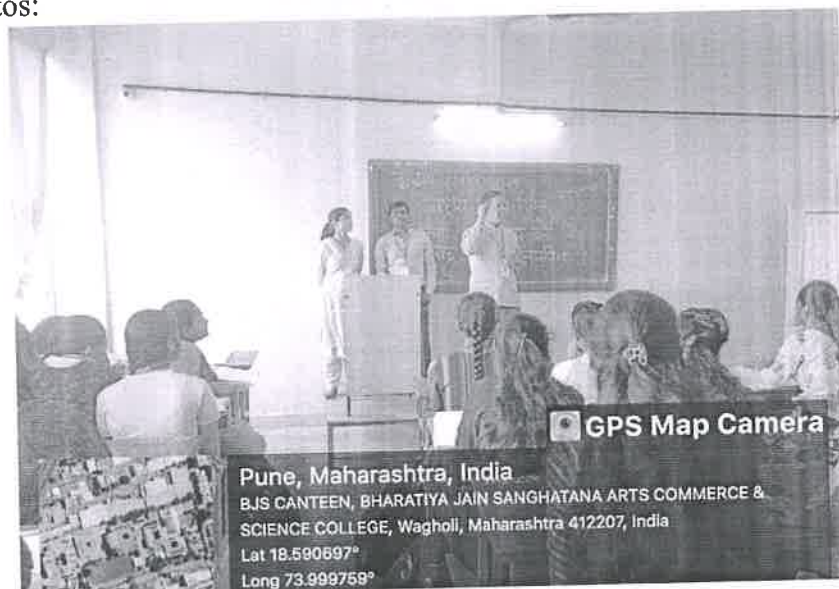 tos:
GPS Map Camera
Pune, Maharashtra, India
BJS CANTEEN, BHARATIYA JAIN SANGHATANA ARTS COMMERCE &
SCIENCE COLLEGE, Wagholi, Maharashtra 412207, India
Lat 18.590697°
Long 73.999759°